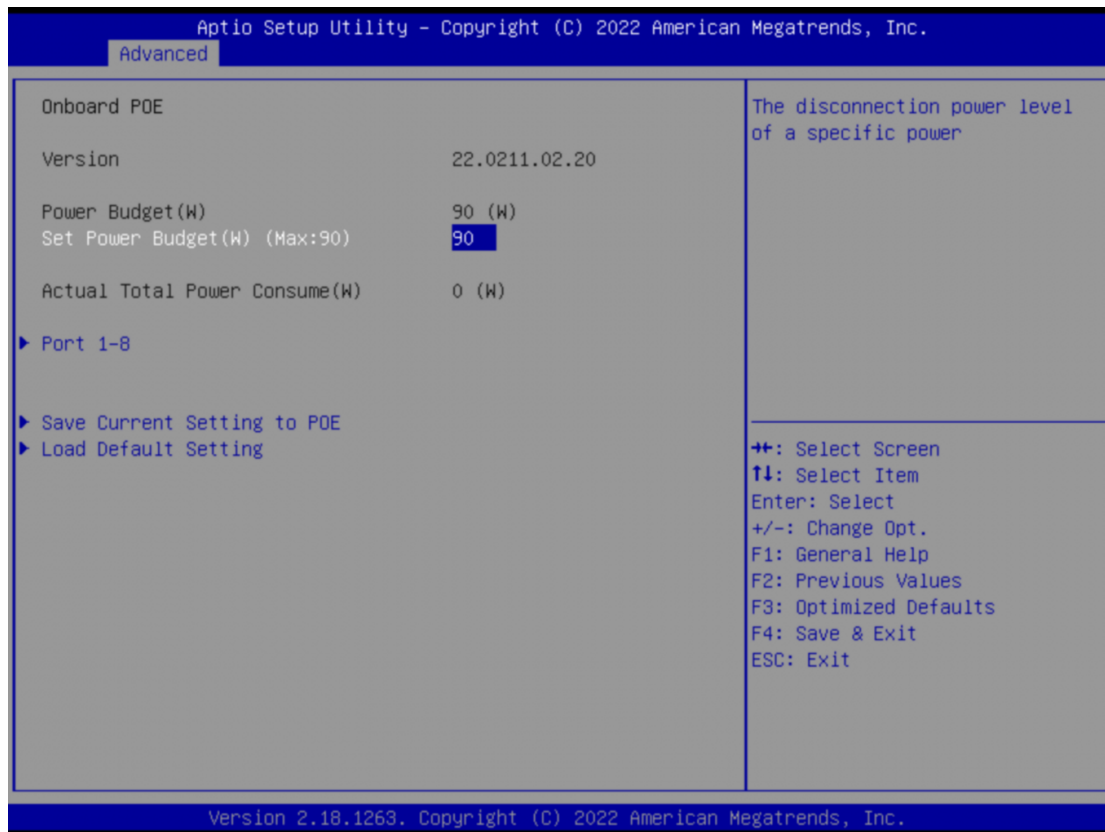 Aptio Setup Utility – Copyright (C) 2022 American Megatrends, Inc.
Advanced
Onboard POE
Version 22.0211.02.20
Power Budget(W) 90 (W)
Set Power Budget(W) (Max:90) 90
Actual Total Power Consume(W) 0 (W)
Port 1-8
Save Current Setting to POE
Load Default Setting
The disconnection power level
of a specific power
→←: Select Screen
↑↓: Select Item
Enter: Select
+/-: Change Opt.
F1: General Help
F2: Previous Values
F3: Optimized Defaults
F4: Save & Exit
ESC: Exit
Version 2.18.1263. Copyright (C) 2022 American Megatrends, Inc.